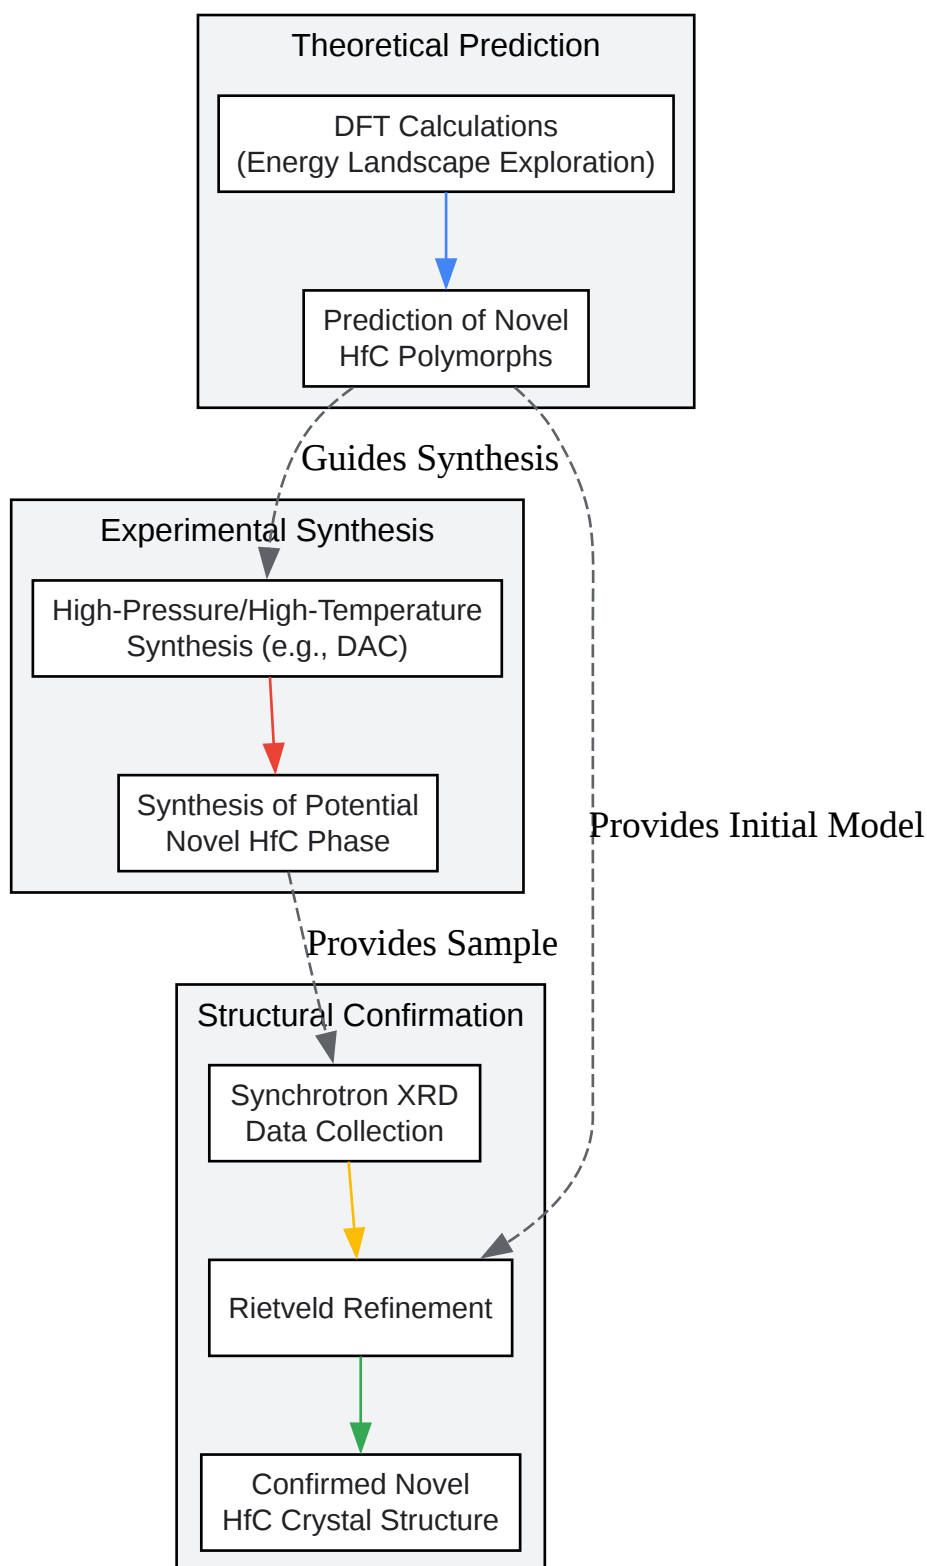 Theoretical Prediction
DFT Calculations
(Energy Landscape Exploration)
Prediction of Novel
HfC Polymorphs
Guides Synthesis
Experimental Synthesis
High-Pressure/High-Temperature
Synthesis (e.g., DAC)
Synthesis of Potential
Novel HfC Phase
Provides Initial Model
Provides Sample
Structural Confirmation
Synchrotron XRD
Data Collection
Rietveld Refinement
Confirmed Novel
HfC Crystal Structure